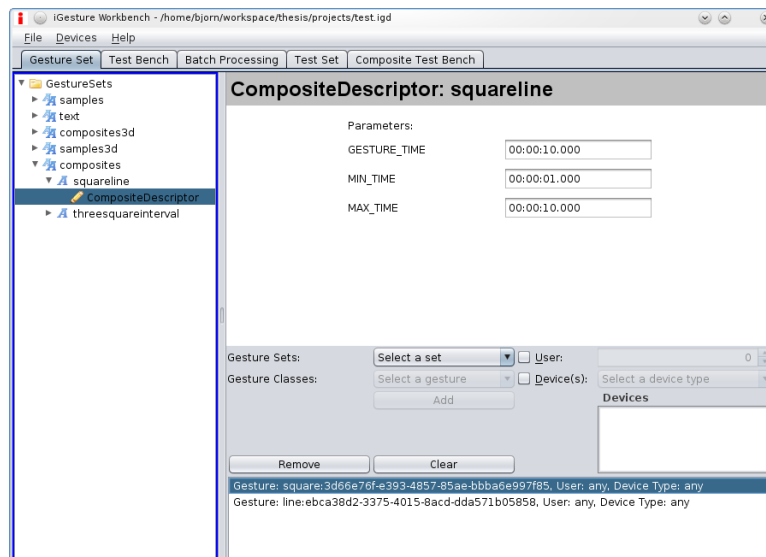 iGesture Workbench - /home/bjorn/workspace/thesis/projects/test.igd
File Devices Help
Gesture Set Test Bench Batch Processing Test Set Composite Test Bench
GestureSets
samples
text
composites3d
samples3d
composites
squareline
CompositeDescriptor
threesquareinterval
CompositeDescriptor: squareline
Parameters:
GESTURE_TIME 00:00:10.000
MIN_TIME 00:00:01.000
MAX_TIME 00:00:10.000
Gesture Sets: Select a set User: 0
Gesture Classes: Select a gesture Device(s): Select a device type
Add Devices
Remove Clear
Gesture: square:3d66e76f-e393-4857-85ae-bbba6e997f85, User: any, Device Type: any
Gesture: line:ebca38d2-3375-4015-8acd-dda571b05858, User: any, Device Type: any